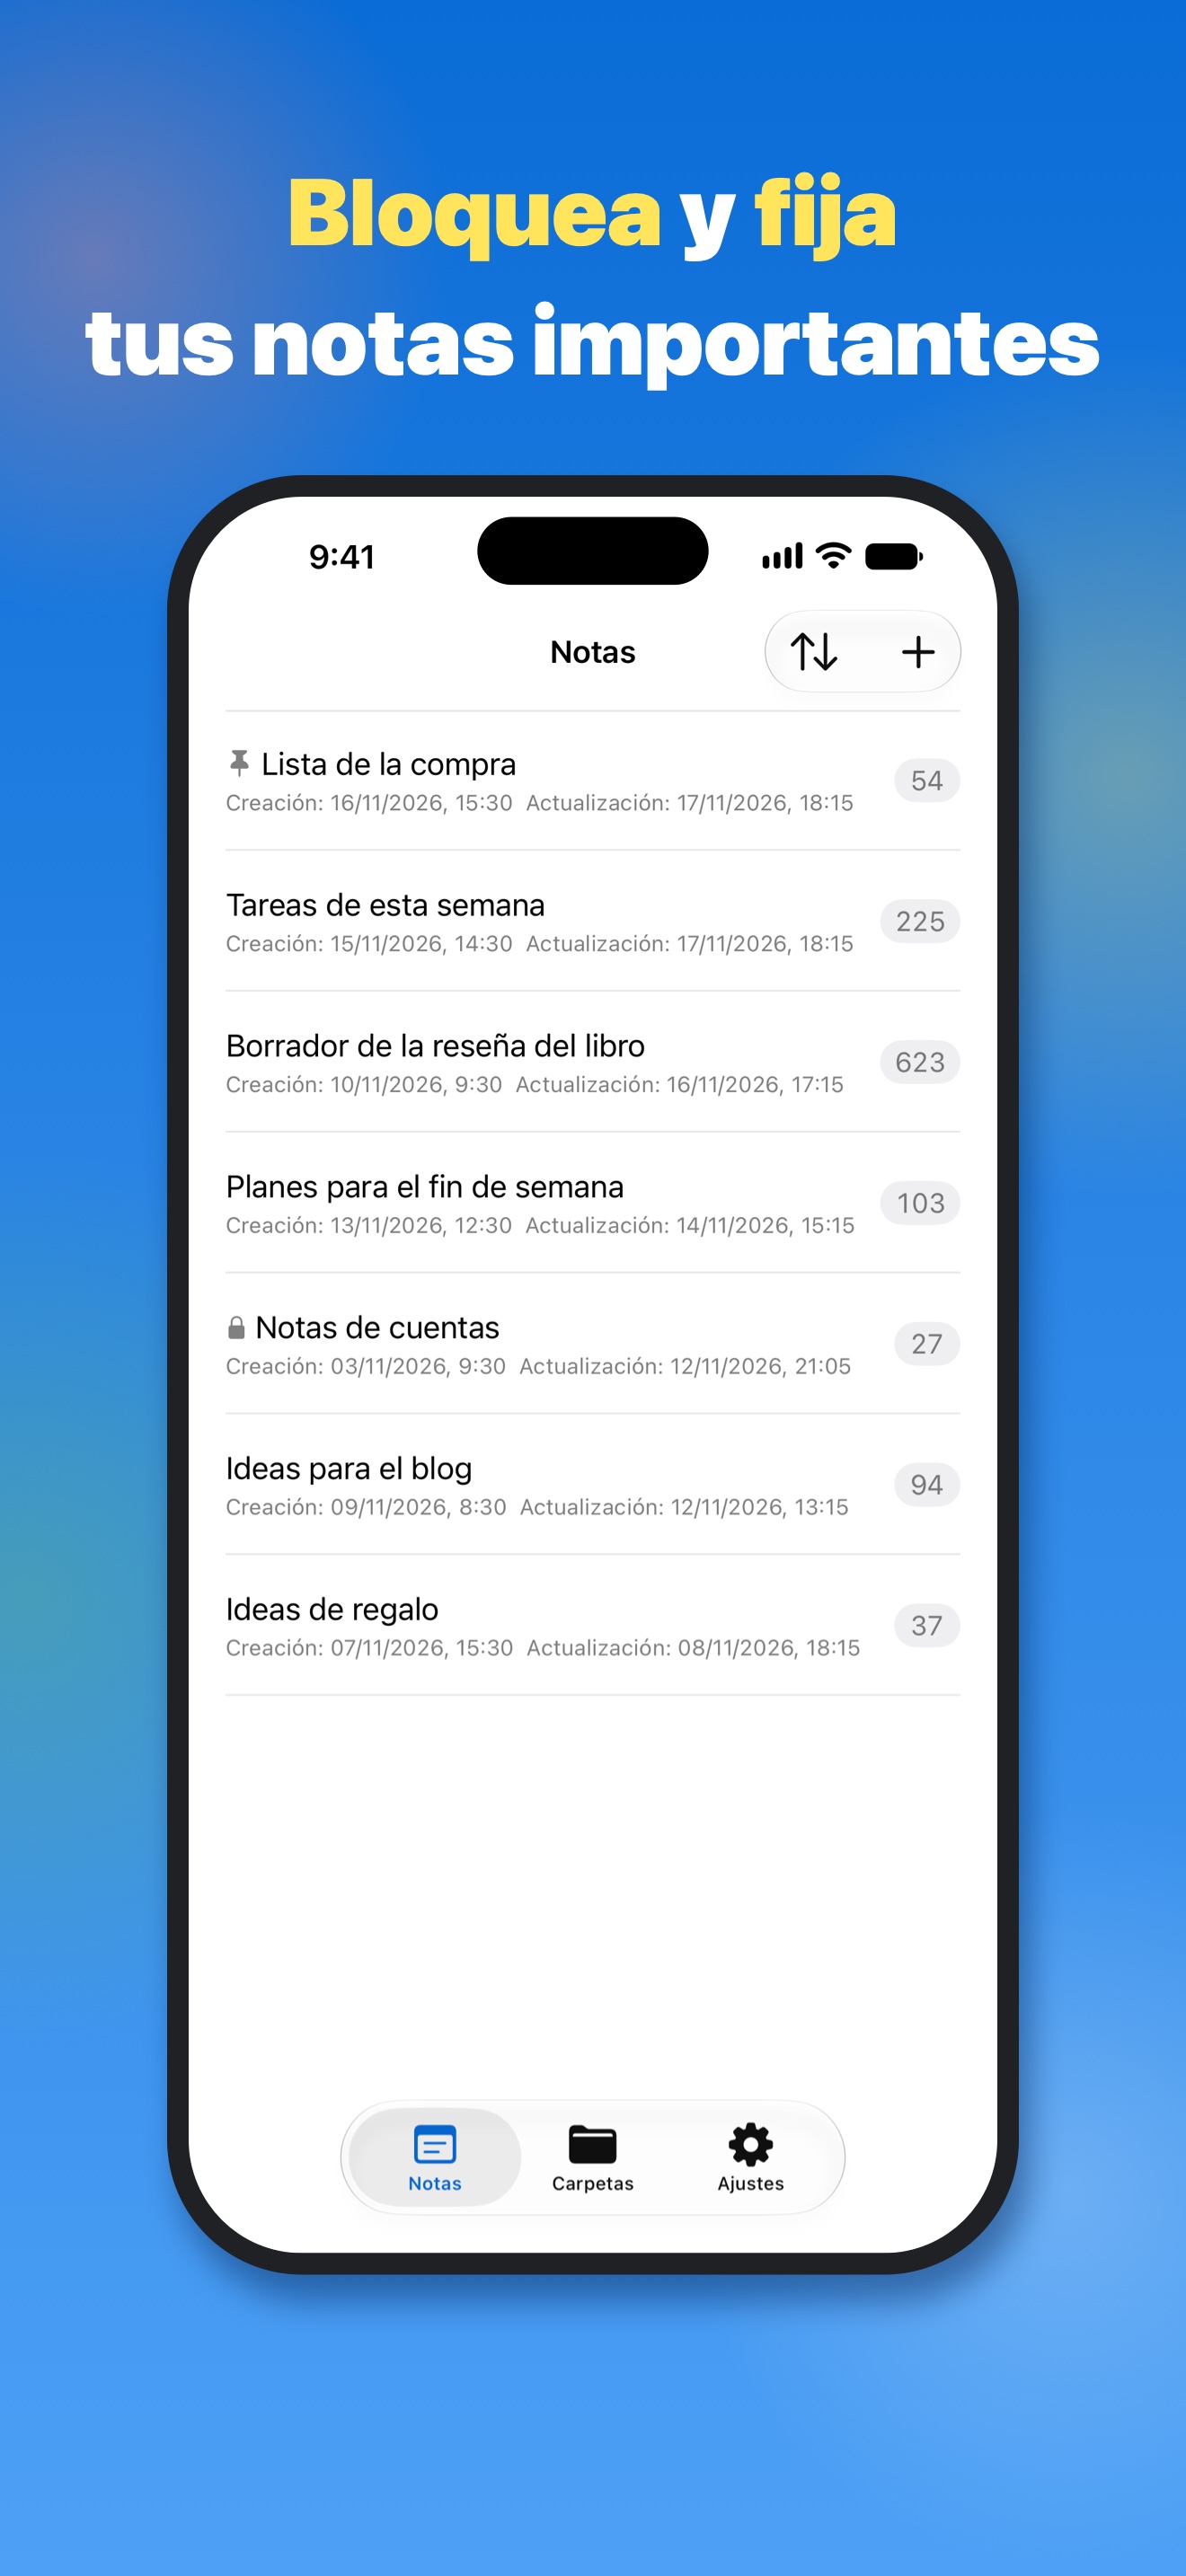 Bloquea y fija
tus notas importantes
9:41
Notas
Lista de la compra
Creación: 16/11/2026, 15:30 Actualización: 17/11/2026, 18:15
54
Tareas de esta semana
Creación: 15/11/2026, 14:30 Actualización: 17/11/2026, 18:15
225
Borrador de la reseña del libro
Creación: 10/11/2026, 9:30 Actualización: 16/11/2026, 17:15
623
Planes para el fin de semana
Creación: 13/11/2026, 12:30 Actualización: 14/11/2026, 15:15
103
Notas de cuentas
Creación: 03/11/2026, 9:30 Actualización: 12/11/2026, 21:05
27
Ideas para el blog
Creación: 09/11/2026, 8:30 Actualización: 12/11/2026, 13:15
94
Ideas de regalo
Creación: 07/11/2026, 15:30 Actualización: 08/11/2026, 18:15
37
Notas
Carpetas
Ajustes